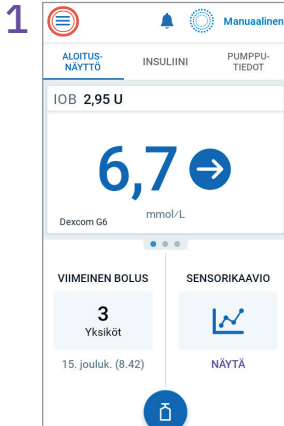 1
Manuaalinen
ALOITUS-
NÄYTTÖ
INSULIINI
PUMPPU-
TIEDOT
IOB 2,95 U
6,7
mmol/L
Dexcom G6
VIIMEINEN BOLUS
3
Yksiköt
15. jouluk. (8.42)
SENSORIKAAVIO
NÄYTÄ